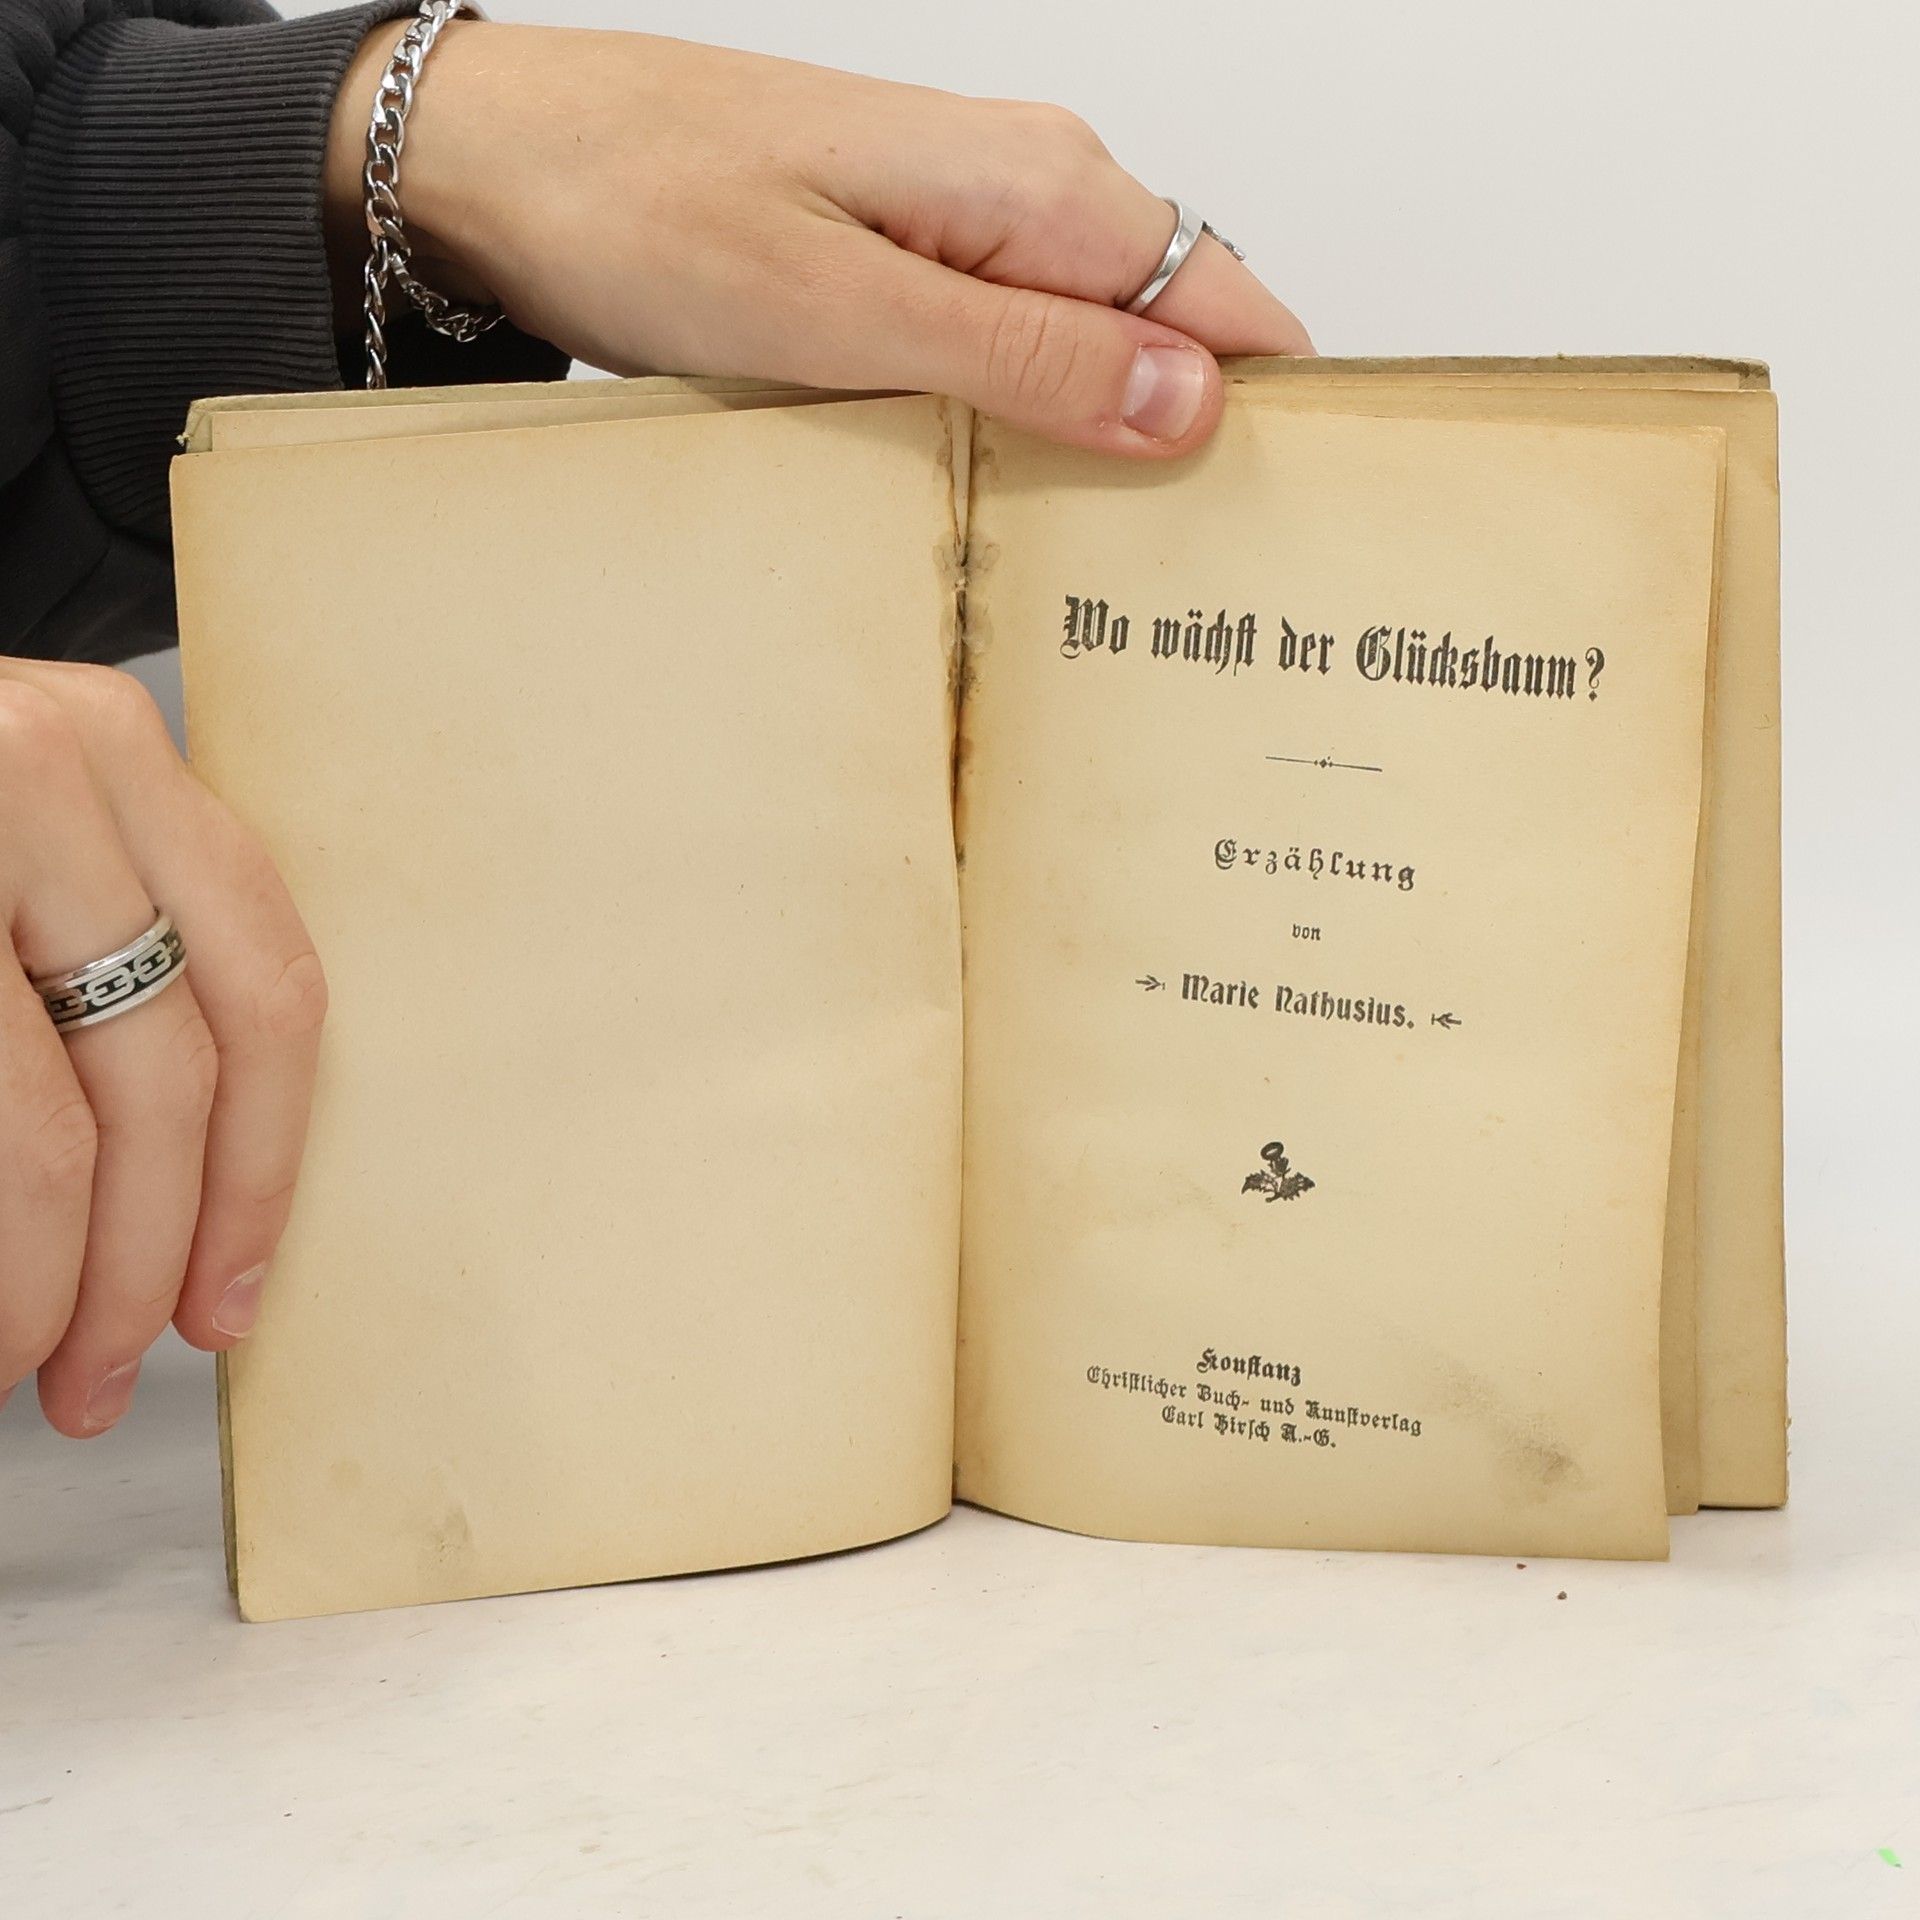 Wo wächst der Glücksbaum?
Erzählung
von
Marie Nathusius.
Konstanz
Christlicher Buch- und Kunstverlag
Carl Hirsch A.-G.